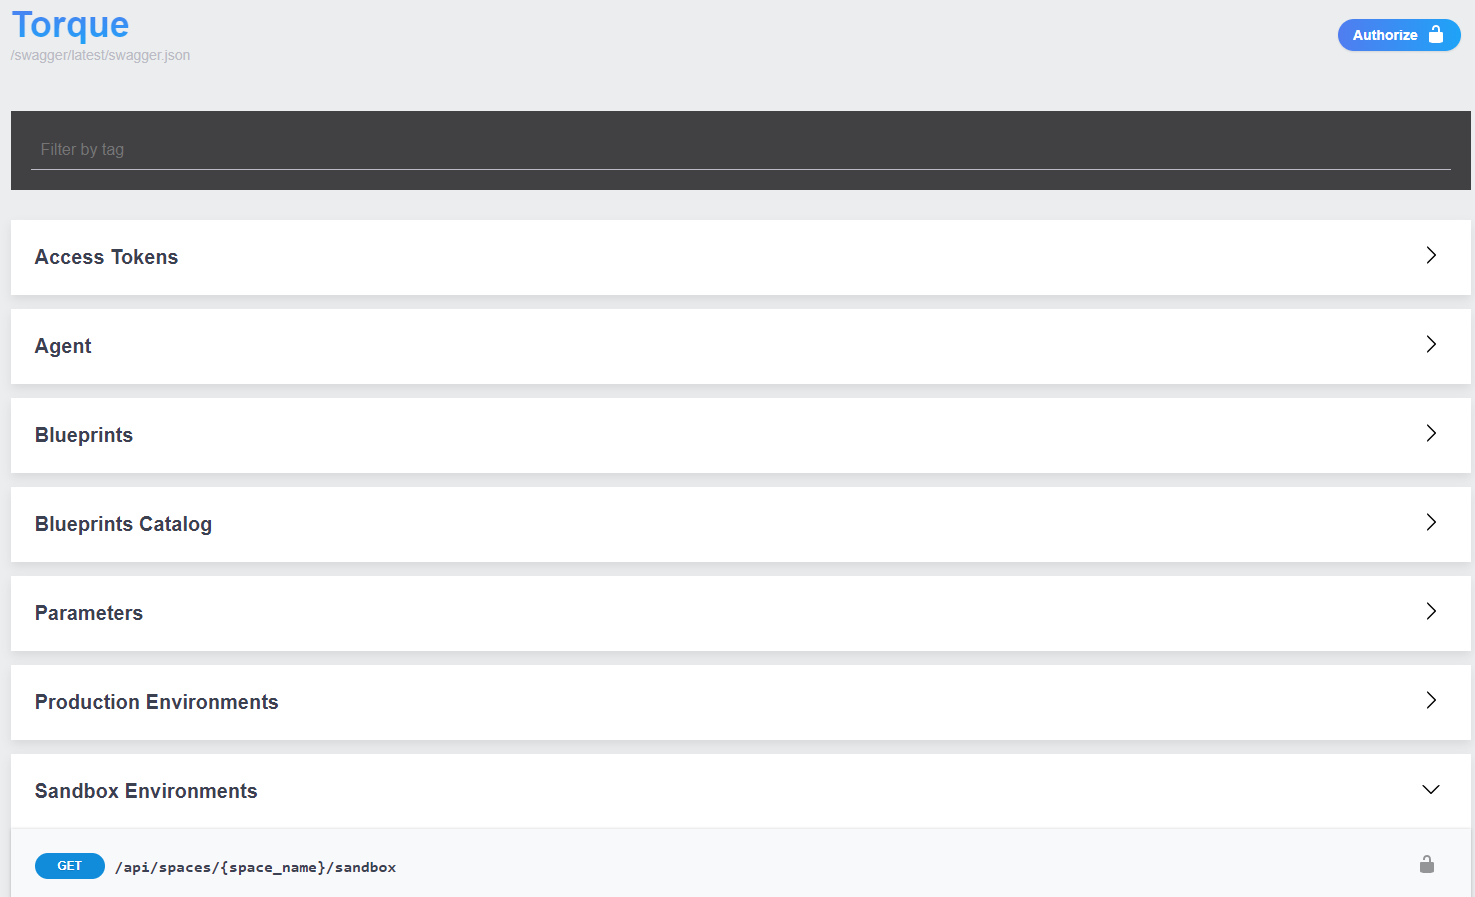 Torque
/swagger/latest/swagger.json
Authorize
Filter by tag
Access Tokens
Agent
Blueprints
Blueprints Catalog
Parameters
Production Environments
Sandbox Environments
GET /api/spaces/{space_name}/sandbox